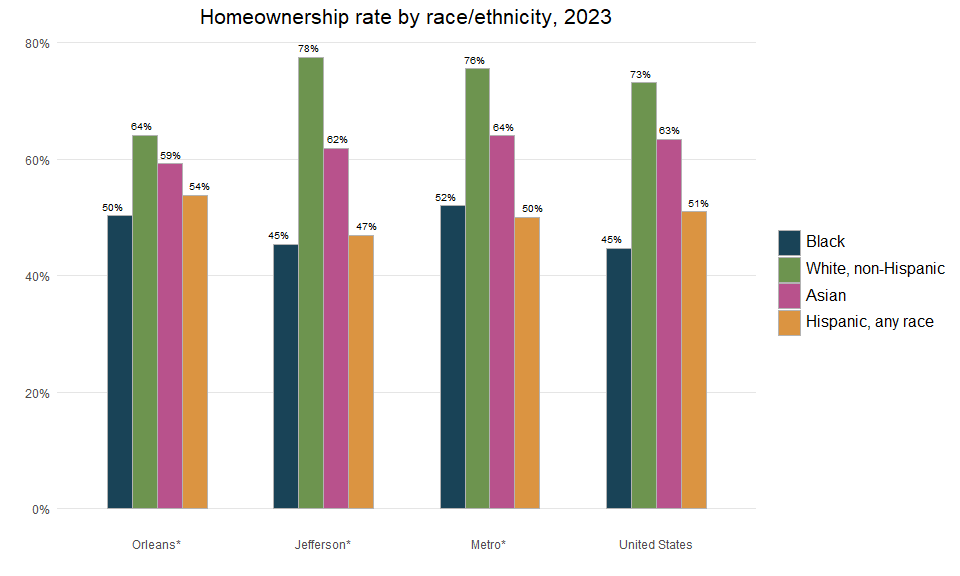 Homeownership rate by race/ethnicity, 2023
80%
60%
40%
20%
0%
50%
64%
59%
54%
45%
78%
62%
47%
52%
76%
64%
50%
45%
73%
63%
51%
Orleans*
Jefferson*
Metro*
United States
Black
White, non-Hispanic
Asian
Hispanic, any race